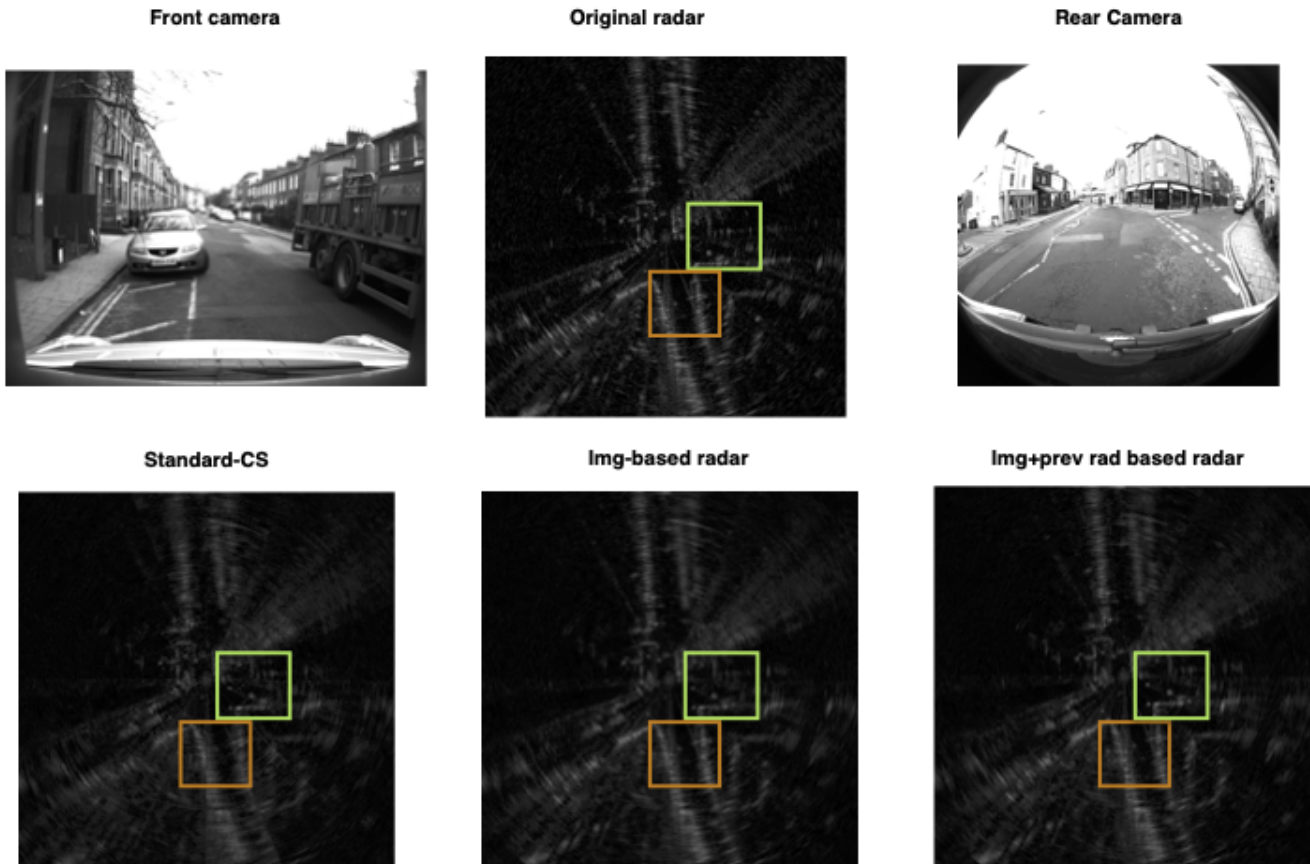 Front camera
Original radar
Rear Camera
Standard-CS
Img-based radar
Img+prev rad based radar